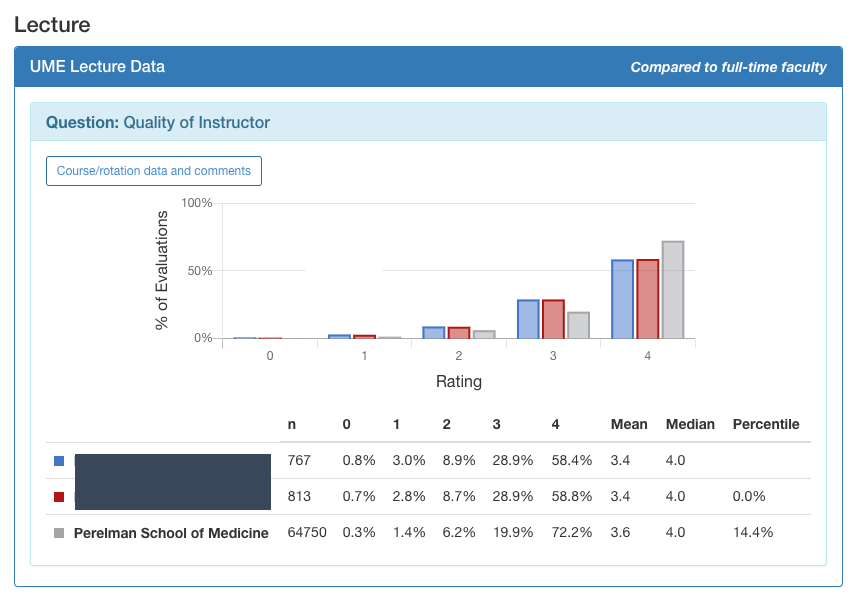 Lecture
UME Lecture Data Compared to full-time faculty
Question: Quality of Instructor
Course/rotation data and comments
100%
50%
0%
% of Evaluations
0 1 2 3 4
Rating
n 0 1 2 3 4 Mean Median Percentile
767 0.8% 3.0% 8.9% 28.9% 58.4% 3.4 4.0
813 0.7% 2.8% 8.7% 28.9% 58.8% 3.4 4.0 0.0%
Perelman School of Medicine 64750 0.3% 1.4% 6.2% 19.9% 72.2% 3.6 4.0 14.4%